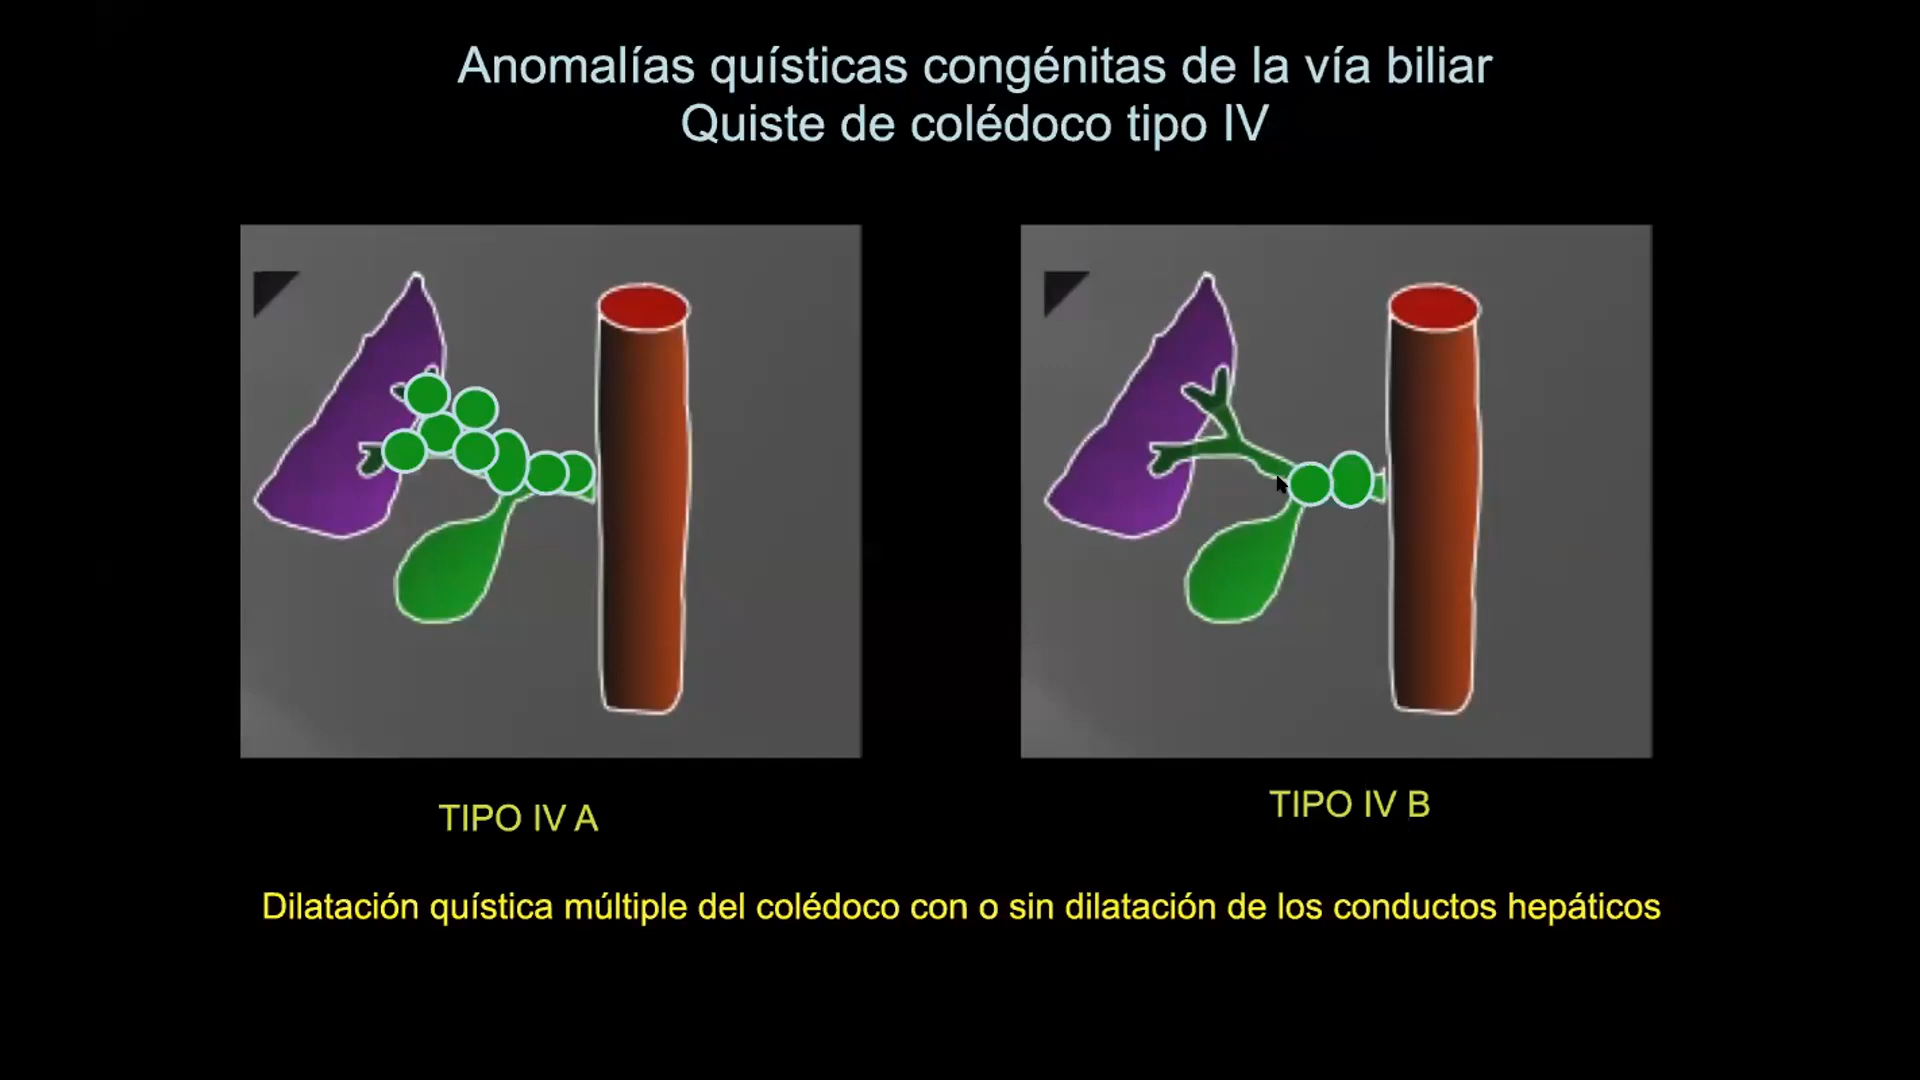 Anomalías quísticas congénitas de la vía biliar
Quiste de colédoco tipo IV
TIPO IV A
TIPO IV B
Dilatación quística múltiple del colédoco con o sin dilatación de los conductos hepáticos